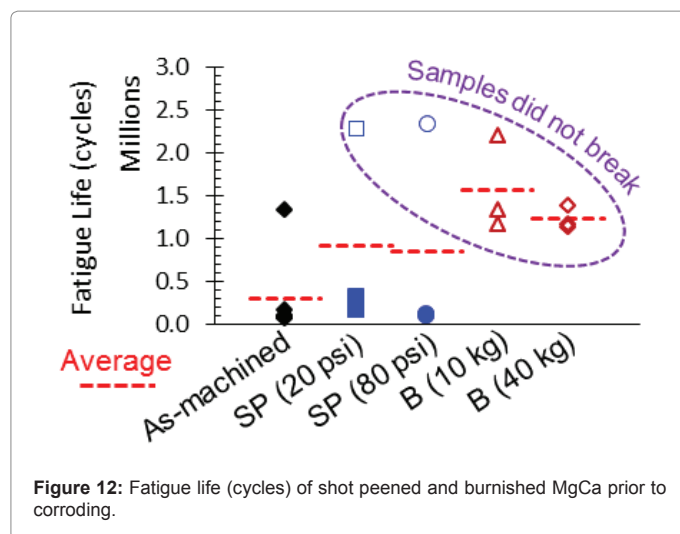 3.0
2.5
2.0
1.5
1.0
0.5
0.0
Fatigue Life (cycles)
Millions
Samples did not break
Average
As-machined
SP (20 psi)
SP (80 psi)
B (10 kg)
B (40 kg)
Figure 12: Fatigue life (cycles) of shot peened and burnished MgCa prior to
corroding.